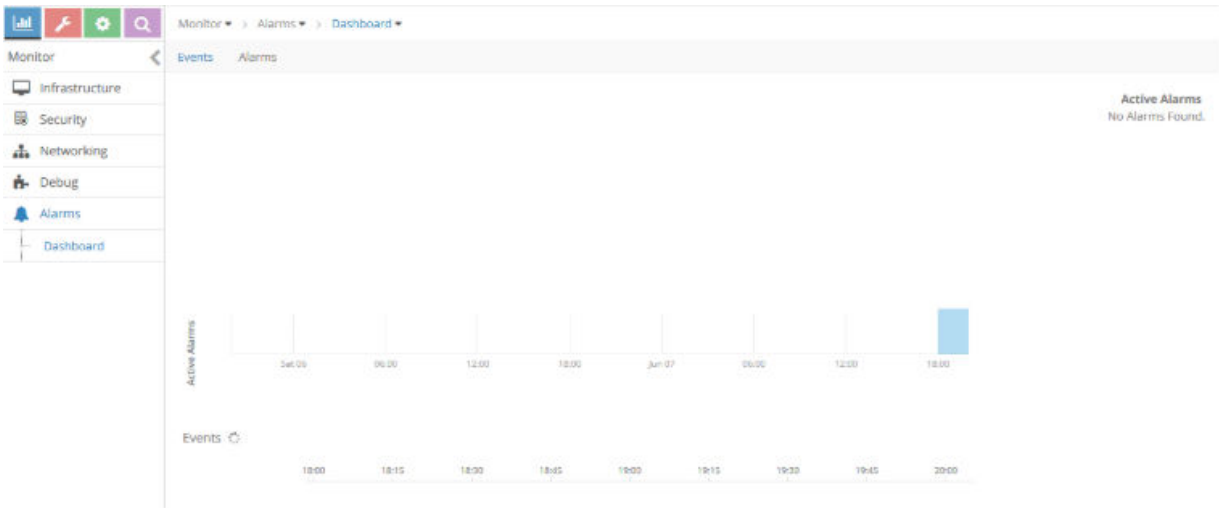 Monitor > Alarms > Dashboard
Monitor
Events Alarms
Infrastructure
Security
Networking
Debug
Alarms
Dashboard
Active Alarms
No Alarms Found.
Active Alarms
Sat 06 06:00 12:00 18:00 Jun 07 06:00 12:00 18:00
Events
18:00 18:15 18:30 18:45 19:00 19:15 19:30 19:45 20:00